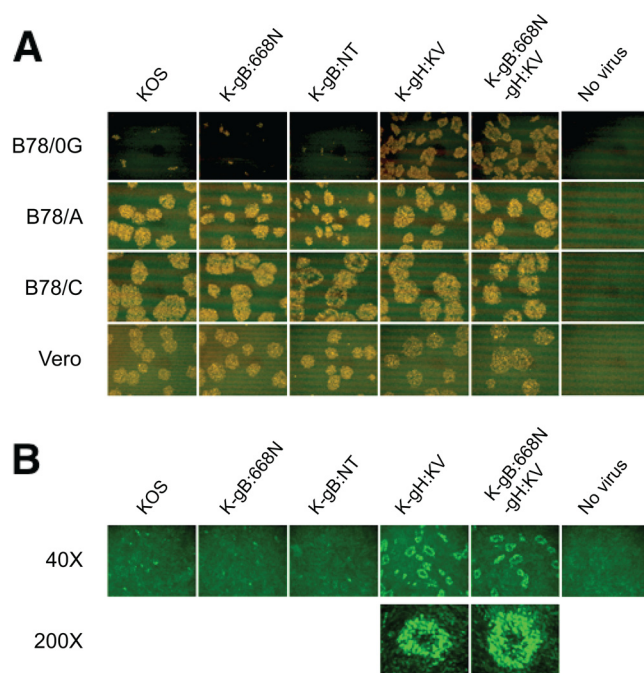 A
KOS
K-gB:668N
K-gB:NT
K-gH:KV
K-gB:668N
-gH:KV
No virus
B78/0G
B78/A
B78/C
Vero
B
KOS
K-gB:668N
K-gB:NT
K-gH:KV
K-gB:668N
-gH:KV
No virus
40X
200X